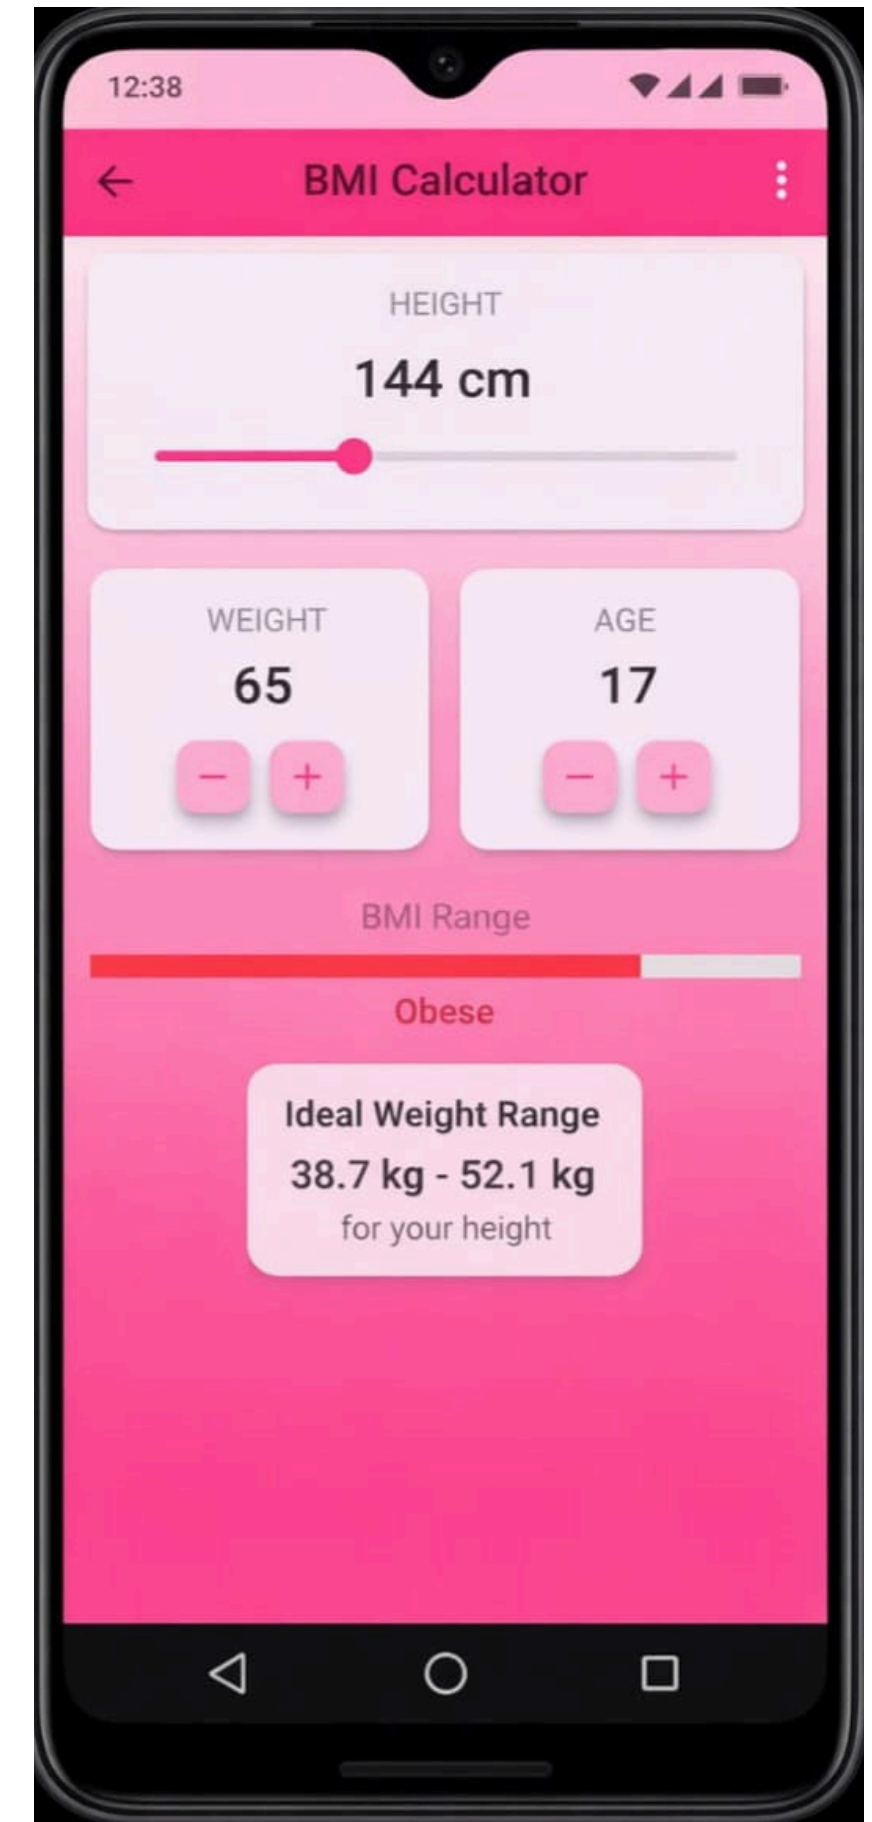 12:38
BMI Calculator
HEIGHT
144 cm
WEIGHT
65
− +
AGE
17
− +
BMI Range
Obese
Ideal Weight Range
38.7 kg - 52.1 kg
for your height